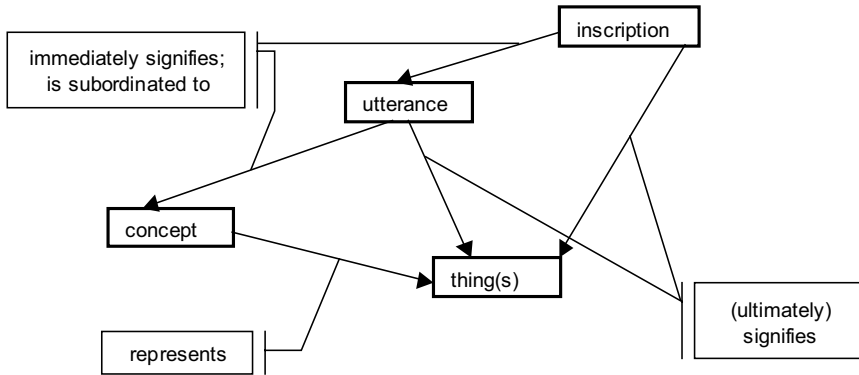 inscription
immediately signifies;
is subordinated to
utterance
concept
thing(s)
(ultimately)
signifies
represents